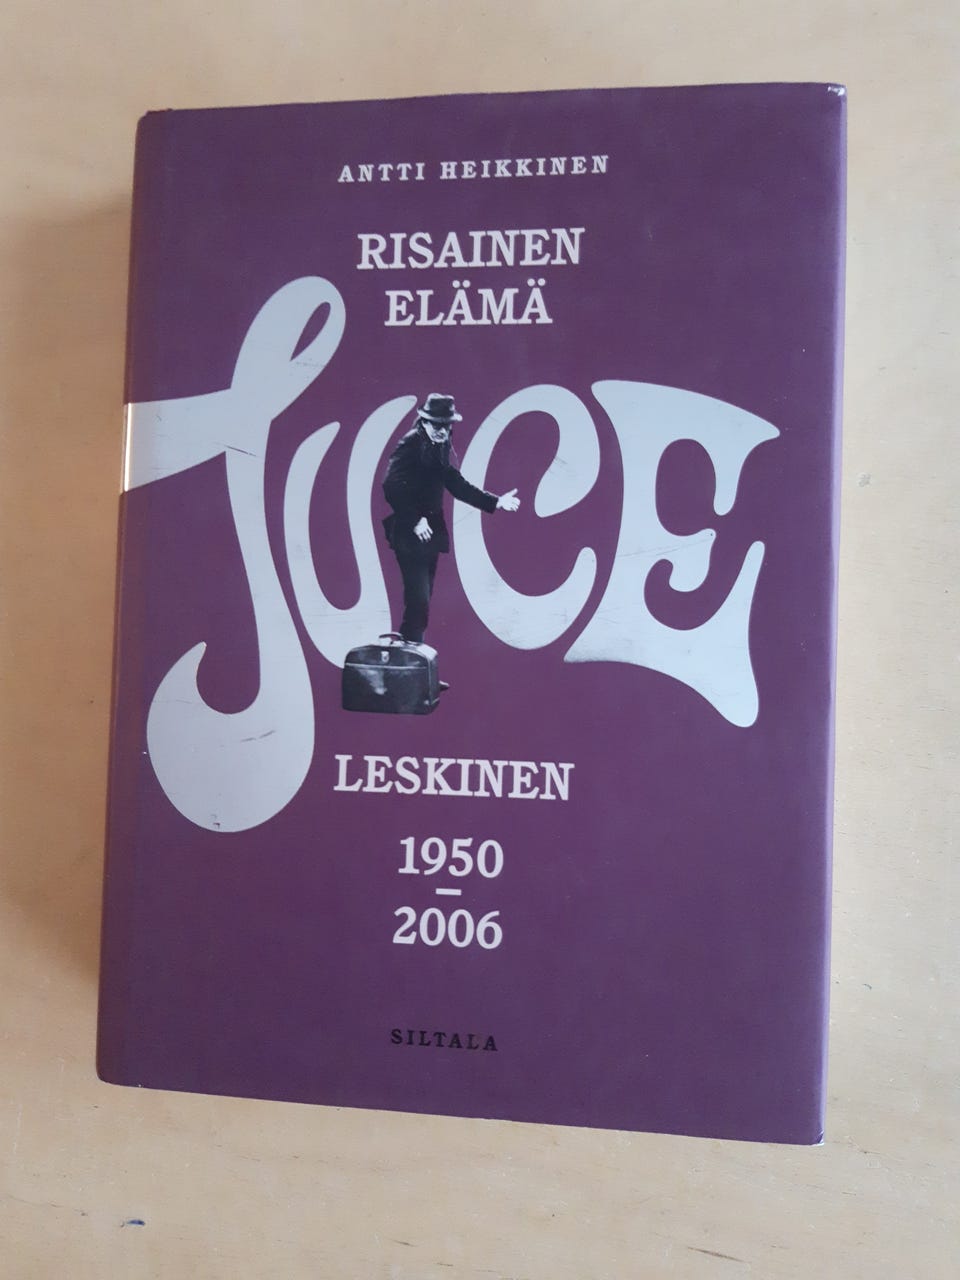 ANTTI HEIKKINEN
RISAINEN
ELÄMÄ
JUICE
LESKINEN
1950
–
2006
SILTALA